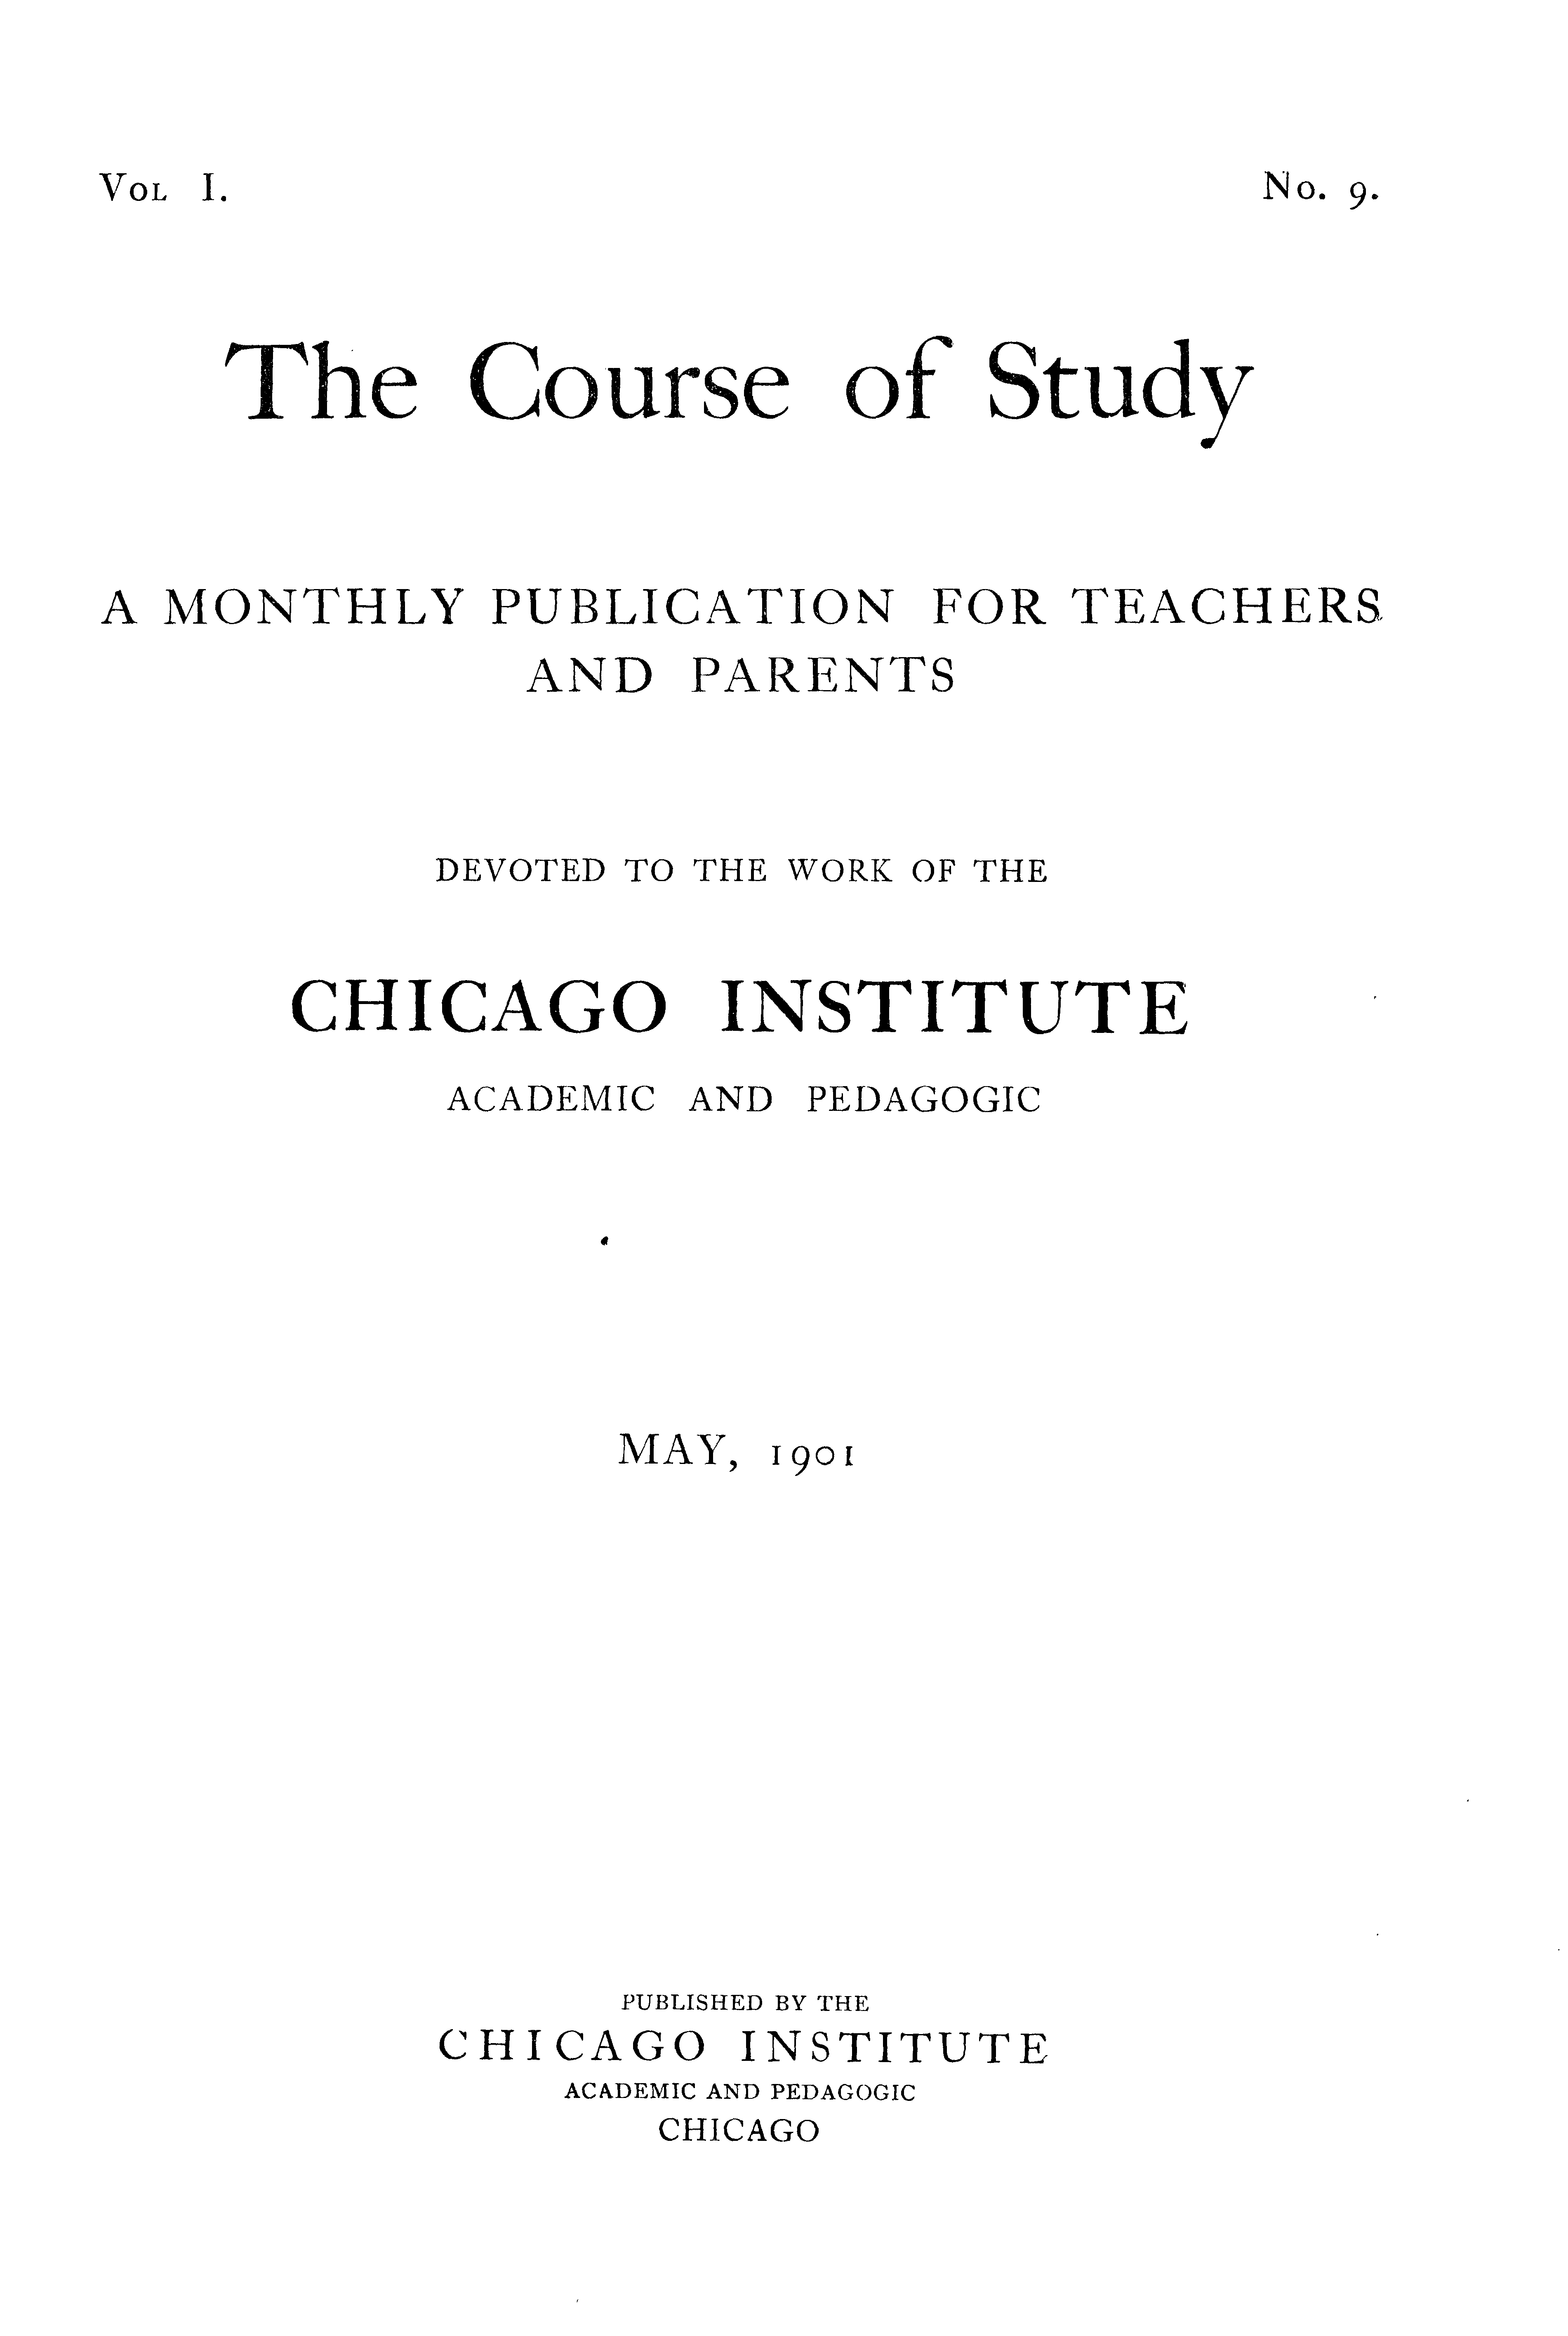 Vol I. No. 9.
The Course of Study
A MONTHLY PUBLICATION FOR TEACHERS
AND PARENTS
DEVOTED TO THE WORK OF THE
CHICAGO INSTITUTE
ACADEMIC AND PEDAGOGIC
MAY, 1901
PUBLISHED BY THE
CHICAGO INSTITUTE
ACADEMIC AND PEDAGOGIC
CHICAGO